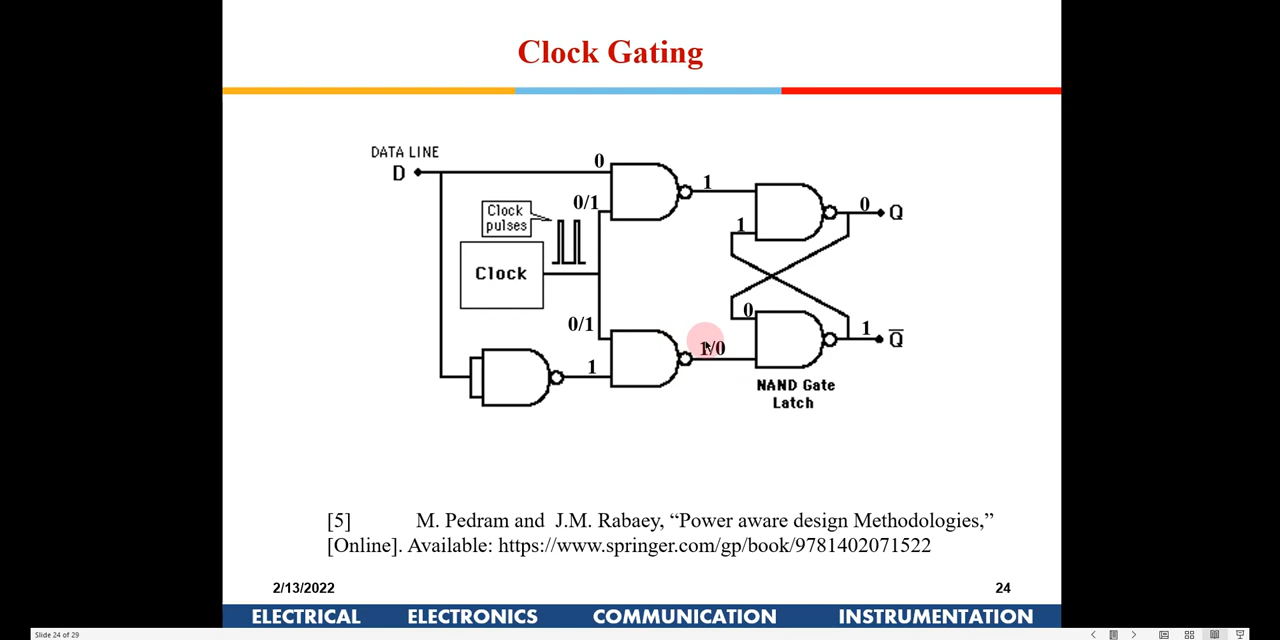 Clock Gating
DATA LINE
D
0
1
0/1
Clock
pulses
1
0
Q
Clock
0/1
0
1
Q̅
1/0
1
NAND Gate
Latch
[5] M. Pedram and J.M. Rabaey, “Power aware design Methodologies,”
[Online]. Available: https://www.springer.com/gp/book/9781402071522
2/13/2022
24
ELECTRICAL ELECTRONICS COMMUNICATION INSTRUMENTATION
Slide 24 of 29